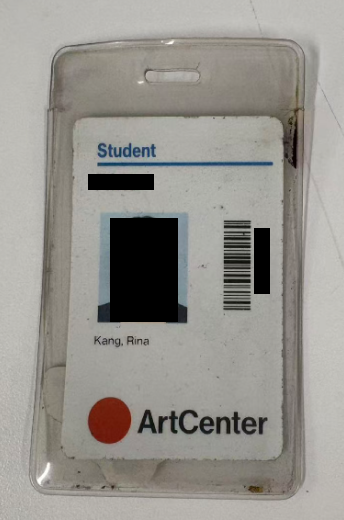 Student
Kang, Rina
ArtCenter